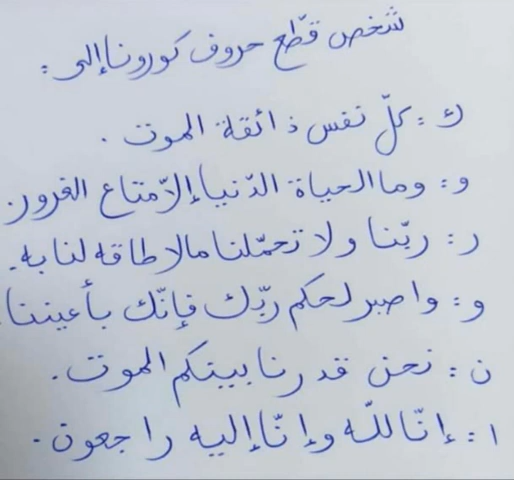 شخص قطّع حروف كورونا إلى :
ك : كلّ نفس ذائقة الموت .
و : وما الحياة الدّنيا إلاّ متاع الغرور.
ر : ربّنا ولا تحمّلنا ما لا طاقه لنا به.
و : واصبر لحكم ربّك فإنّك بأعيننا.
ن : نحن قدرنا بينكم الموت.
ا : إنّا للّه وإنّا إليه راجعون.